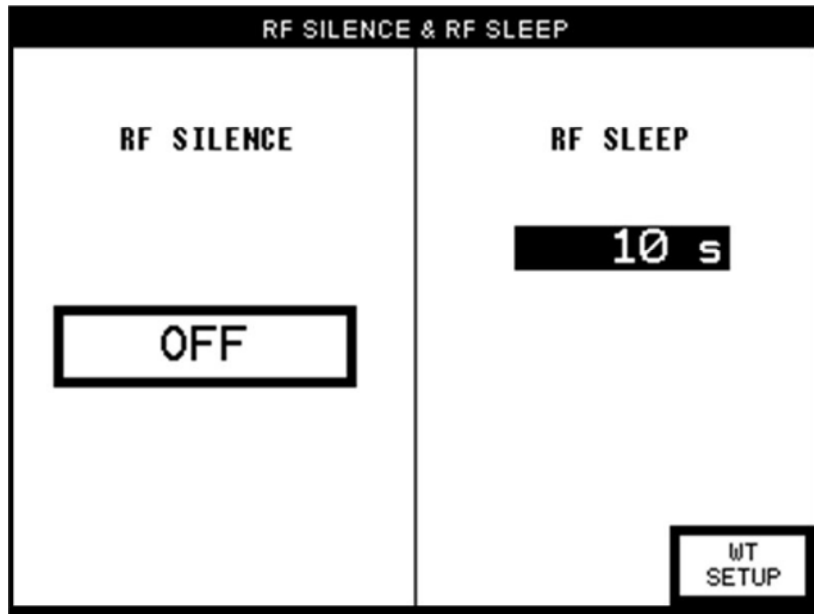 RF SILENCE & RF SLEEP
RF SILENCE
OFF
RF SLEEP
10 s
WT
SETUP